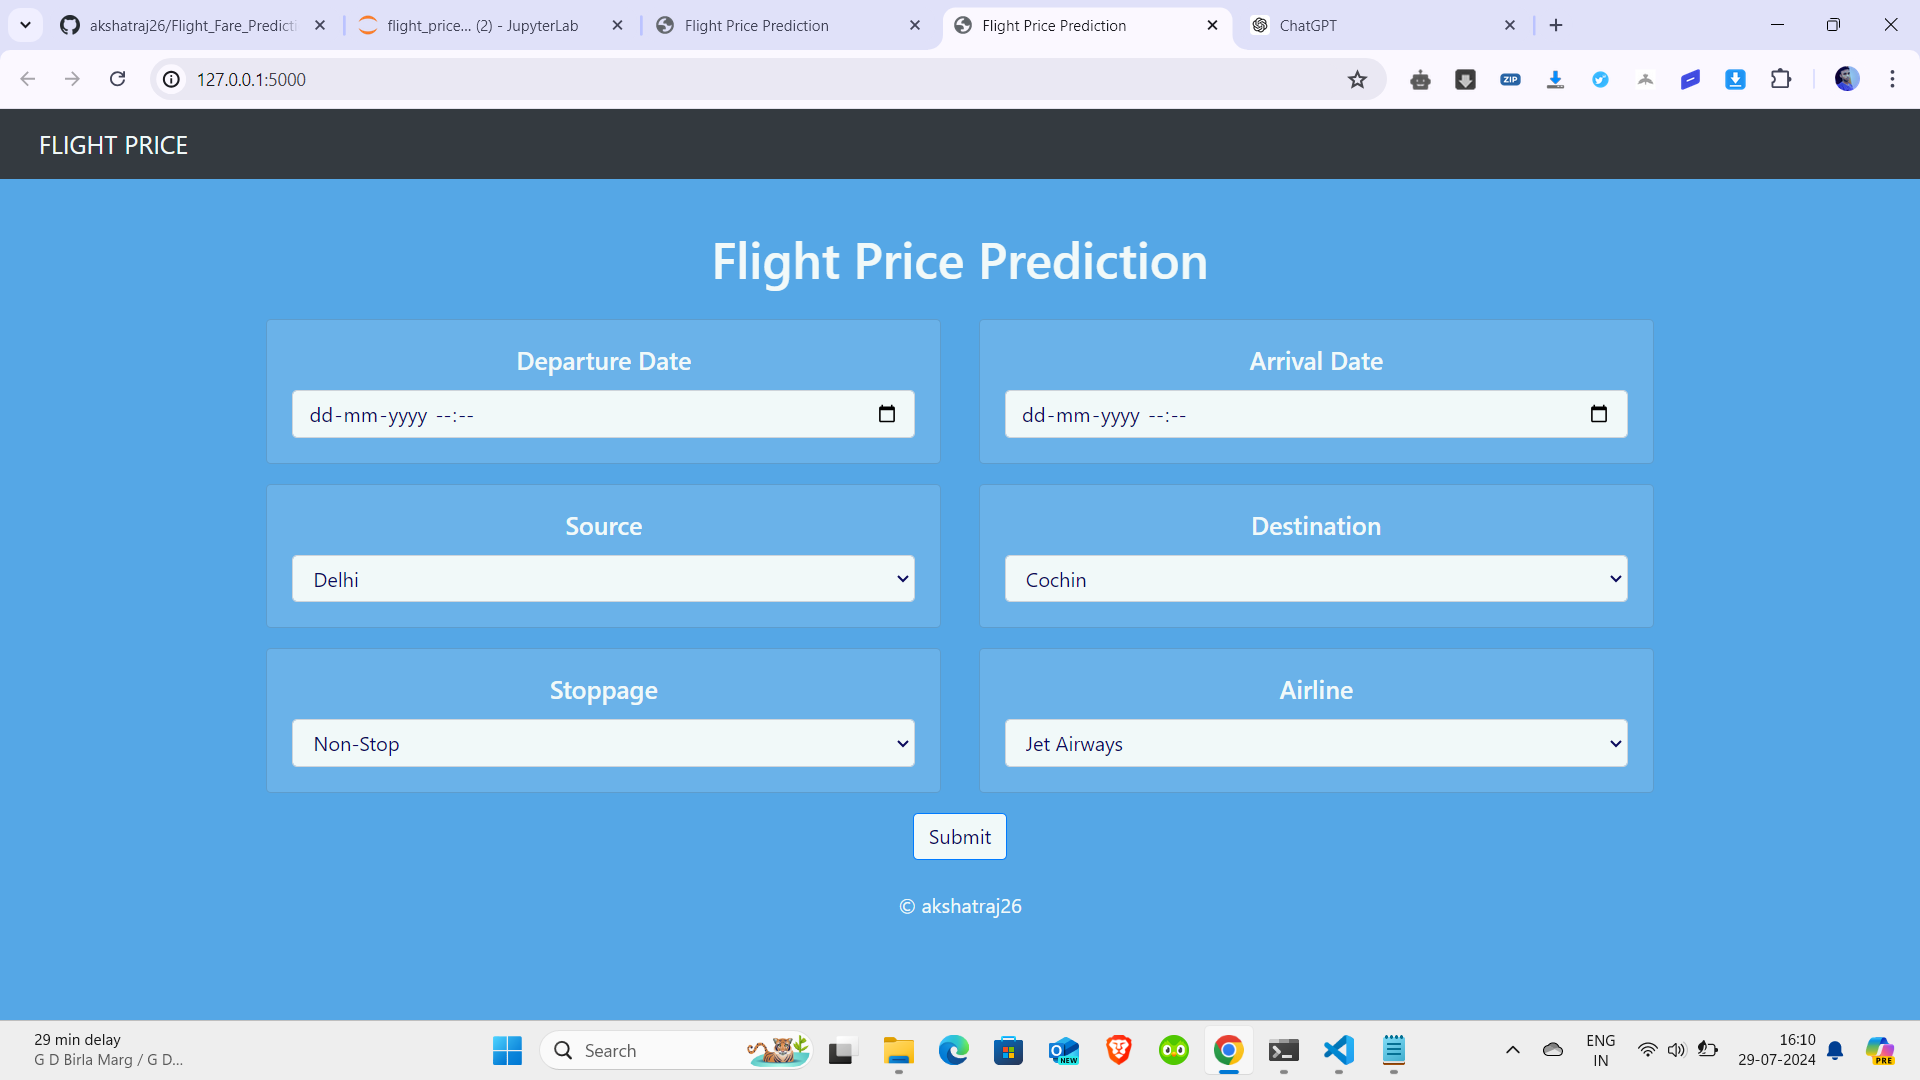 akshatraj26/Flight_Fare_Predicti
flight_price... (2) - JupyterLab
Flight Price Prediction
Flight Price Prediction
ChatGPT
127.0.0.1:5000
ZIP
FLIGHT PRICE
Flight Price Prediction
Departure Date
Arrival Date
dd-mm-yyyy --:--
dd-mm-yyyy --:--
Source
Destination
Delhi
Cochin
Stoppage
Airline
Non-Stop
Jet Airways
Submit
© akshatraj26
29 min delay
G D Birla Marg / G D...
Search
NEW
ENG
IN
16:10
29-07-2024
PRE